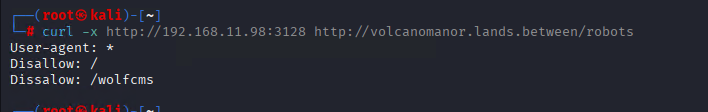 ┌──(root㉿kali)-[~]
└─# curl -x http://192.168.11.98:3128 http://volcanomanor.lands.between/robots
User-agent: *
Disallow: /
Dissalow: /wolfcms
┌──(root㉿kali)-[~]